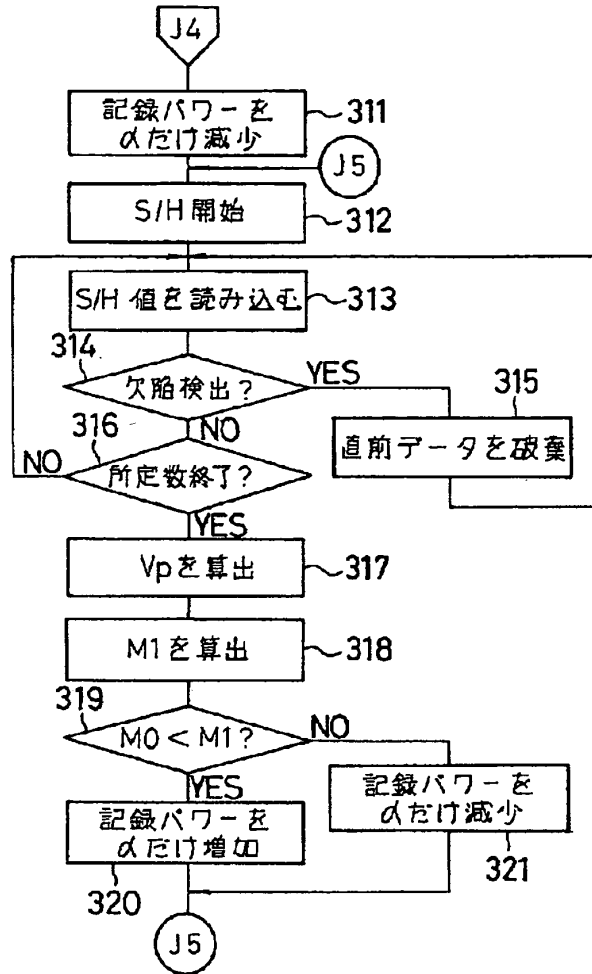 J4
記録パワーを
αだけ減少
311
J5
S/H開始
312
S/H 値を読み込む
313
314
欠陥検出?
YES
NO
315
直前データを破棄
316
NO
所定数終了?
YES
Vpを算出
317
M1を算出
318
319
M0<M1?
NO
YES
記録パワーを
αだけ増加
320
記録パワーを
αだけ減少
321
J5